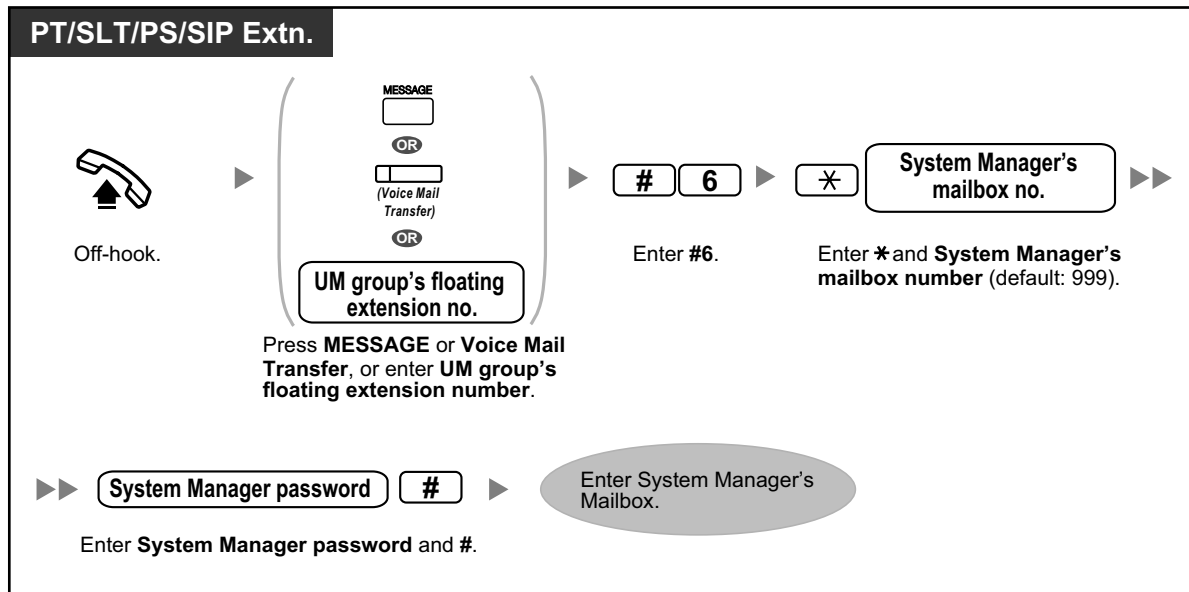 PT/SLT/PS/SIP Extn.
Off-hook.
MESSAGE
OR
(Voice Mail
Transfer)
OR
UM group's floating
extension no.
Press MESSAGE or Voice Mail
Transfer, or enter UM group's
floating extension number.
# 6
Enter #6.
* System Manager's
mailbox no.
Enter * and System Manager's
mailbox number (default: 999).
System Manager password #
Enter System Manager password and #.
Enter System Manager's
Mailbox.